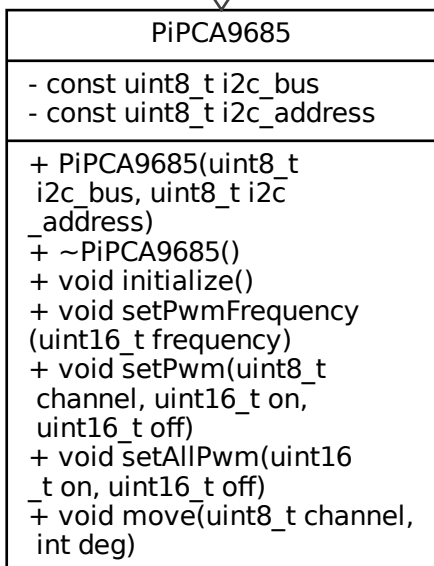 PiPCA9685
- const uint8_t i2c_bus
- const uint8_t i2c_address
+ PiPCA9685(uint8_t
i2c_bus, uint8_t i2c
_address)
+ ~PiPCA9685()
+ void initialize()
+ void setPwmFrequency
(uint16_t frequency)
+ void setPwm(uint8_t
channel, uint16_t on,
uint16_t off)
+ void setAllPwm(uint16
_t on, uint16_t off)
+ void move(uint8_t channel,
int deg)